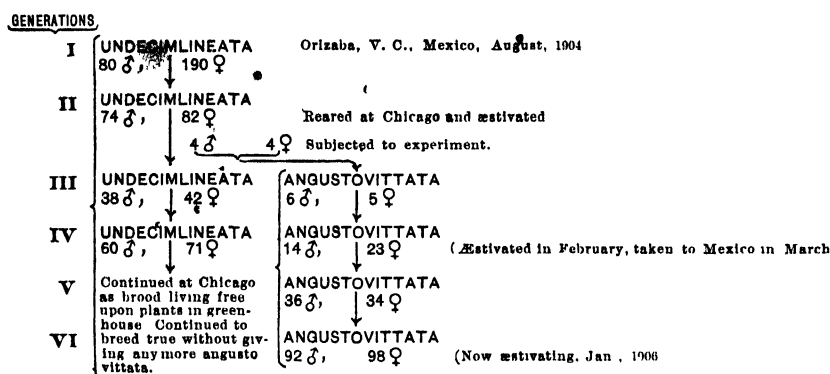 GENERATIONS
I UNDECIMLINEATA Orizaba, V. C., Mexico, August, 1904
80 ♂, 190 ♀
II UNDECIMLINEATA
74 ♂, 82 ♀ Reared at Chicago and æstivated
4 ♂ 4 ♀ Subjected to experiment.
III UNDECIMLINEATA ANGUSTOVITTATA
38 ♂, 42 ♀ 6 ♂, 5 ♀
IV UNDECIMLINEATA ANGUSTOVITTATA
60 ♂, 71 ♀ 14 ♂, 23 ♀ (Æstivated in February, taken to Mexico in March
V Continued at Chicago ANGUSTOVITTATA
as brood living free 36 ♂, 34 ♀
upon plants in green-
house Continued to
VI breed true without giv- ANGUSTOVITTATA
ing any more angusto 92 ♂, 98 ♀ (Now æstivating, Jan , 1906
vittata.